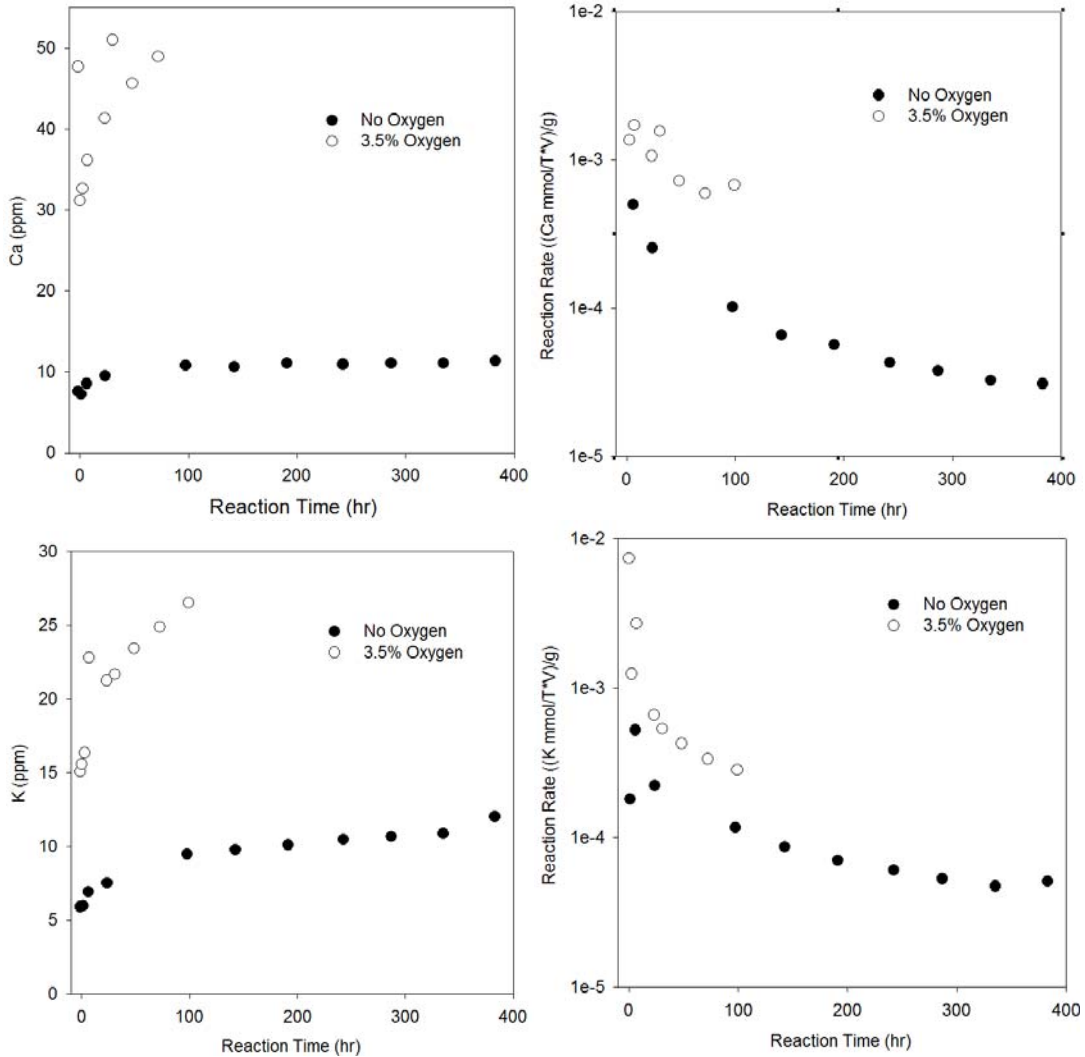 Ca (ppm)
50
40
30
20
10
0
No Oxygen
3.5% Oxygen
0 100 200 300 400
Reaction Time (hr)
Reaction Rate ((Ca mmol/T*V)/g)
1e-2
1e-3
1e-4
1e-5
No Oxygen
3.5% Oxygen
0 100 200 300 400
Reaction Time (hr)
K (ppm)
30
25
20
15
10
5
0
No Oxygen
3.5% Oxygen
0 100 200 300 400
Reaction Time (hr)
Reaction Rate ((K mmol/T*V)/g)
1e-2
1e-3
1e-4
1e-5
No Oxygen
3.5% Oxygen
0 100 200 300 400
Reaction Time (hr)